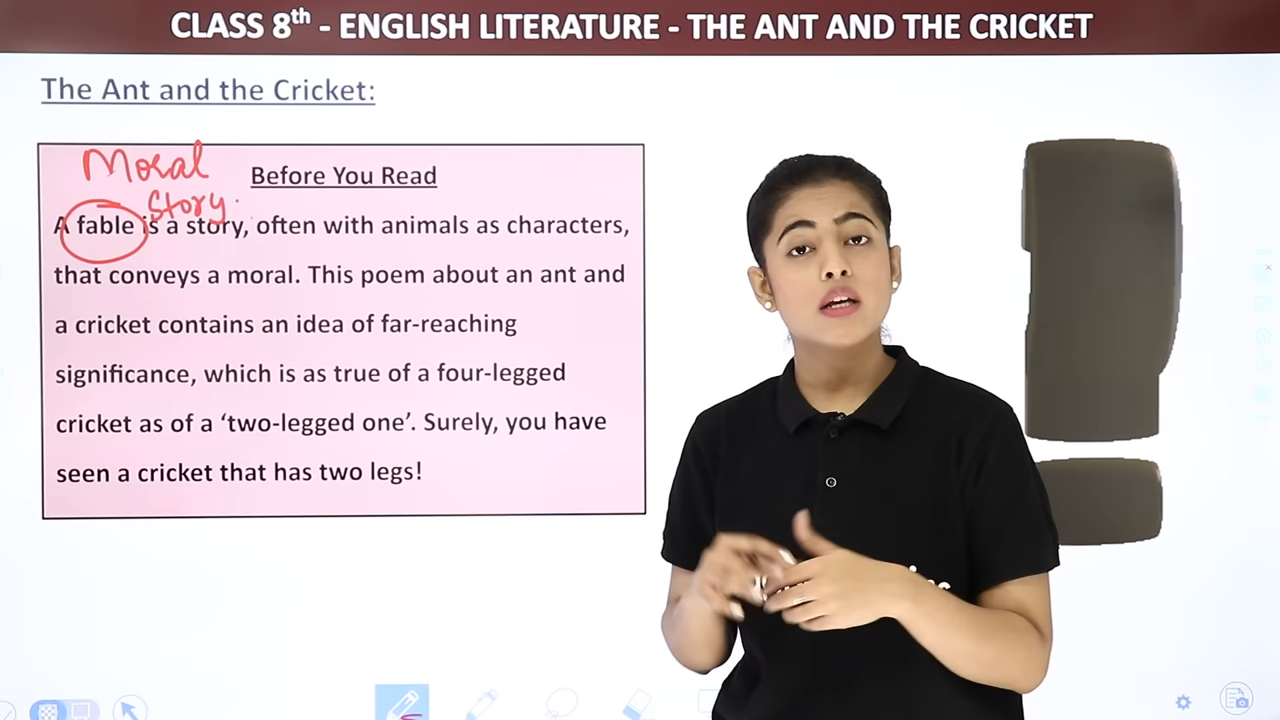 CLASS 8th - ENGLISH LITERATURE - THE ANT AND THE CRICKET
The Ant and the Cricket:
Moral
Story.
Before You Read
A fable is a story, often with animals as characters,
that conveys a moral. This poem about an ant and
a cricket contains an idea of far-reaching
significance, which is as true of a four-legged
cricket as of a ‘two-legged one’. Surely, you have
seen a cricket that has two legs!